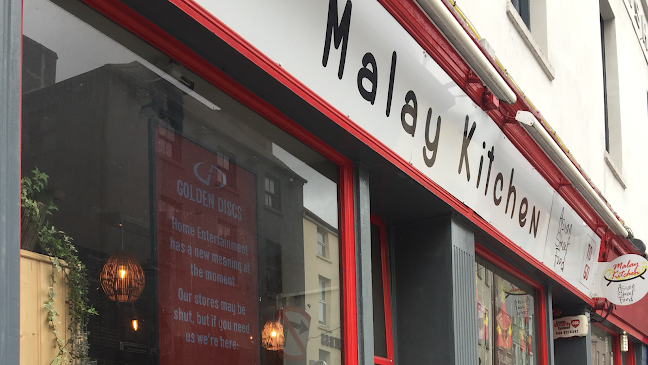 Malay Kitchen
Asian
Street
Food
Malay
Kitchen
Asian
Street
Food
GOLDEN DISCS
Home Entertainment
has a new meaning at
the moment.
Our stores may be
shut, but if you need
us we're here.